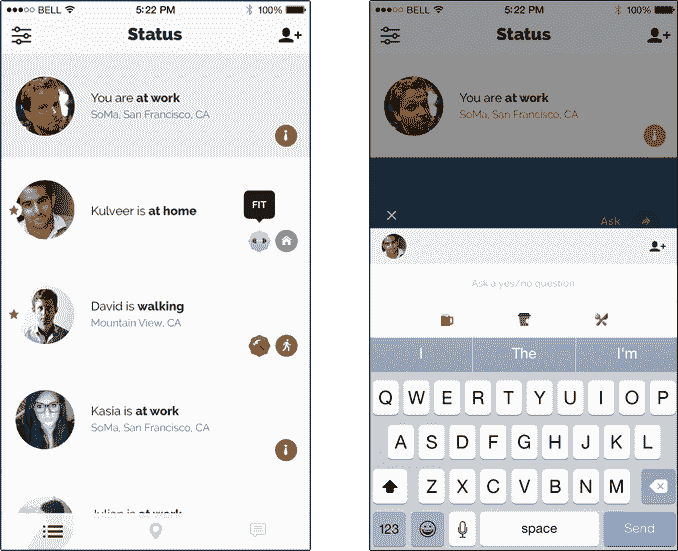 BELL 5:22 PM 100%
Status
You are at work
SoMa, San Francisco, CA
Kulveer is at home
FIT
David is walking
Mountain View, CA
Kasia is at work
SoMa, San Francisco, CA
Julian is at work
BELL 5:22 PM 100%
Status
You are at work
SoMa, San Francisco, CA
Ask
Ask a yes/no question
I The I'm
Q W E R T Y U I O P
A S D F G H J K L
Z X C V B N M
123 space Send